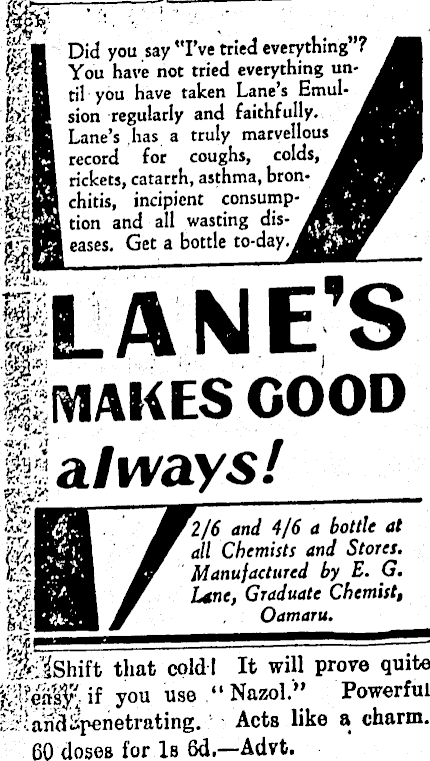 Did you say "I've tried everything"?
You have not tried everything un-
til you have taken Lane's Emul-
sion regularly and faithfully.
Lane's has a truly marvellous
record for coughs, colds,
rickets, catarrh, asthma, bron-
chitis, incipient consump-
tion and all wasting dis-
eases. Get a bottle to-day.
LANE'S
MAKES GOOD
always!
2/6 and 4/6 a bottle at
all Chemists and Stores.
Manufactured by E. G.
Lane, Graduate Chemist,
Oamaru.
Shift that cold! It will prove quite
easy if you use "Nazol." Powerful
and penetrating. Acts like a charm.
60 doses for 1s 6d.—Advt.